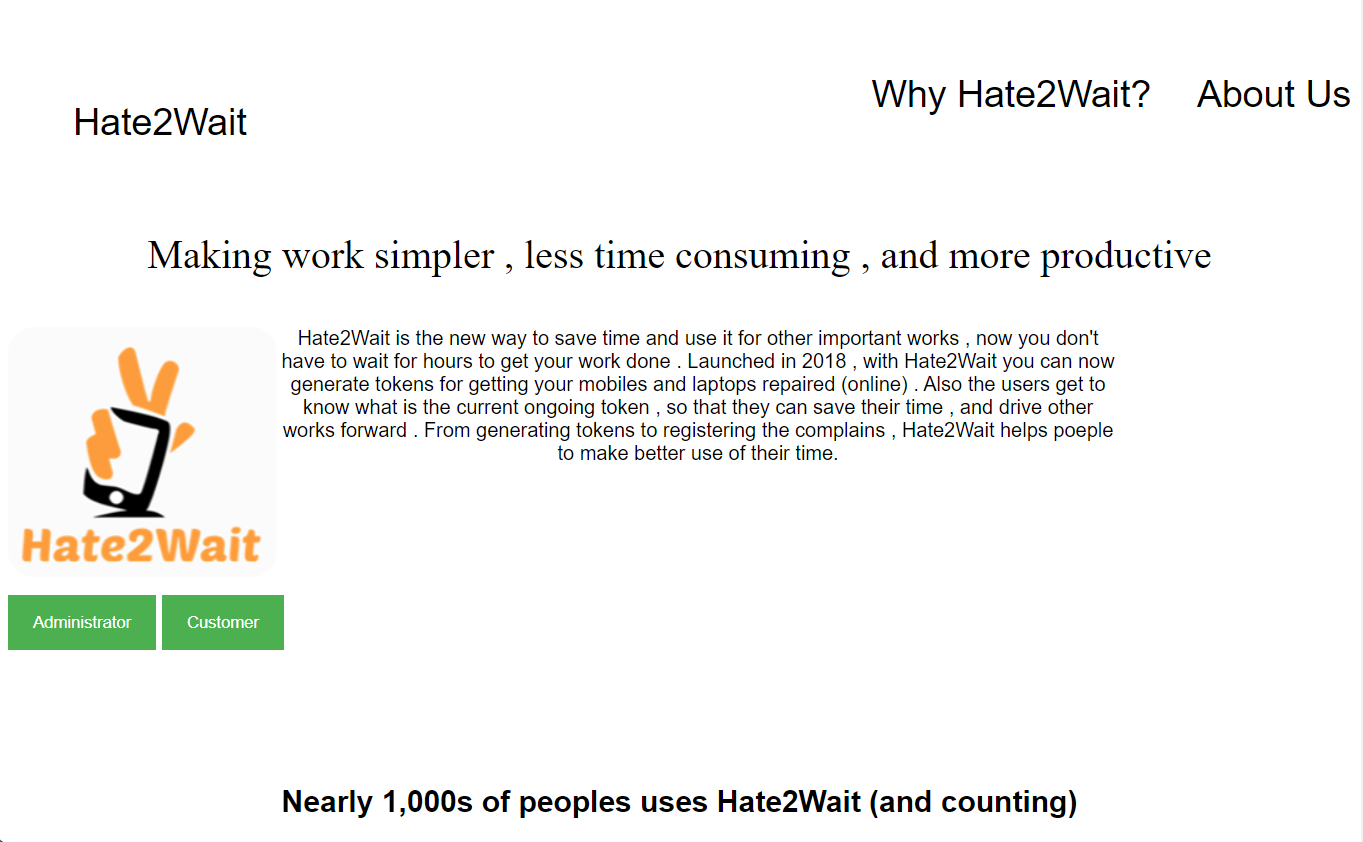 Why Hate2Wait? About Us
Hate2Wait
Making work simpler , less time consuming , and more productive
Hate2Wait is the new way to save time and use it for other important works , now you don't
have to wait for hours to get your work done . Launched in 2018 , with Hate2Wait you can now
generate tokens for getting your mobiles and laptops repaired (online) . Also the users get to
know what is the current ongoing token , so that they can save their time , and drive other
works forward . From generating tokens to registering the complains , Hate2Wait helps poeple
to make better use of their time.
Hate2Wait
Administrator Customer
Nearly 1,000s of peoples uses Hate2Wait (and counting)